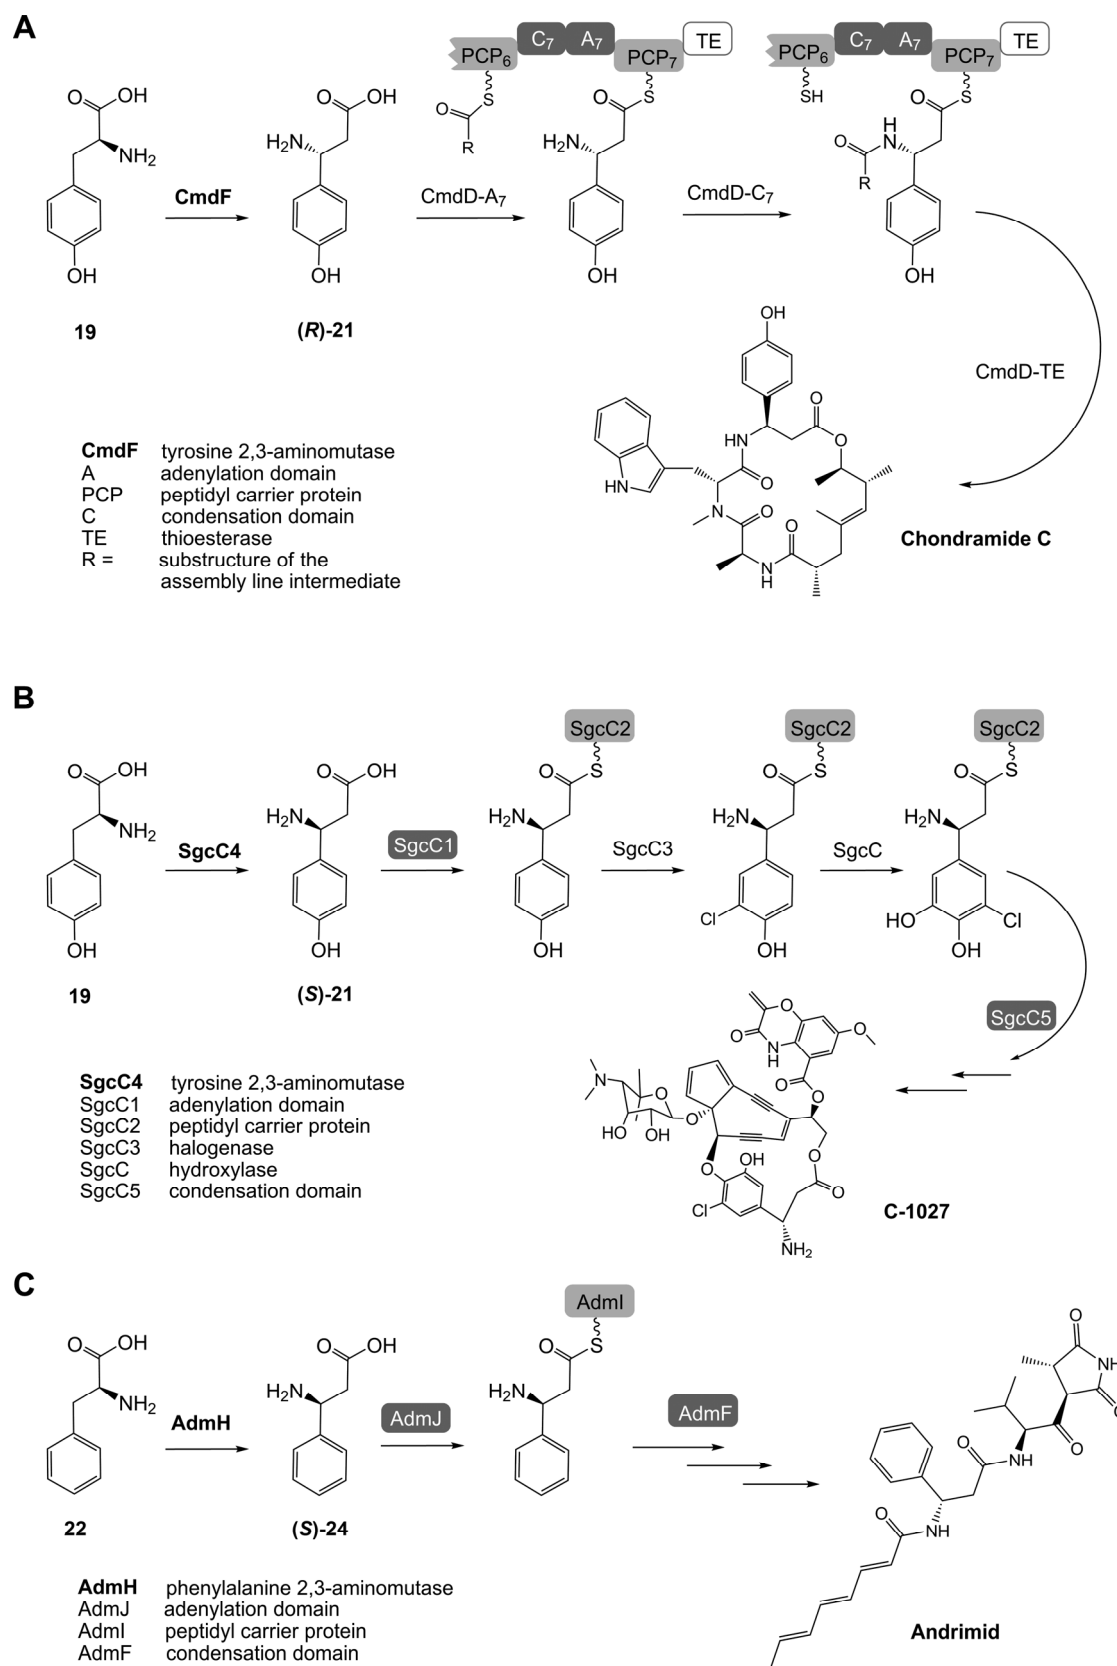 A
PCP6 C7 A7 PCP7 TE
PCP6 C7 A7 PCP7 TE
O OH
NH2
OH
19
CmdF
O OH
H2N
OH
(R)-21
S
O
R
CmdD-A7
O S
H2N
OH
CmdD-C7
SH
O S
O H N
R
OH
CmdD-TE
OH
O
HN O
O
HN
N O O
N H
Chondramide C
CmdF tyrosine 2,3-aminomutase
A adenylation domain
PCP peptidyl carrier protein
C condensation domain
TE thioesterase
R = substructure of the
assembly line intermediate
B
SgcC2 SgcC2 SgcC2
O OH
NH2
OH
19
SgcC4
O OH
H2N
OH
(S)-21
SgcC1
O S
H2N
OH
SgcC3
O S
H2N
Cl
OH
SgcC
O S
H2N
HO Cl
OH
SgcC5
O
O N H O
O O
N O O
HO OH
O OH O
Cl O
NH2
C-1027
SgcC4 tyrosine 2,3-aminomutase
SgcC1 adenylation domain
SgcC2 peptidyl carrier protein
SgcC3 halogenase
SgcC hydroxylase
SgcC5 condensation domain
C
AdmI
O OH
NH2
22
AdmH
O OH
H2N
(S)-24
AdmJ
O S
H2N
AdmF
O
NH
O
O
O NH
O NH
Andrimid
AdmH phenylalanine 2,3-aminomutase
AdmJ adenylation domain
AdmI peptidyl carrier protein
AdmF condensation domain